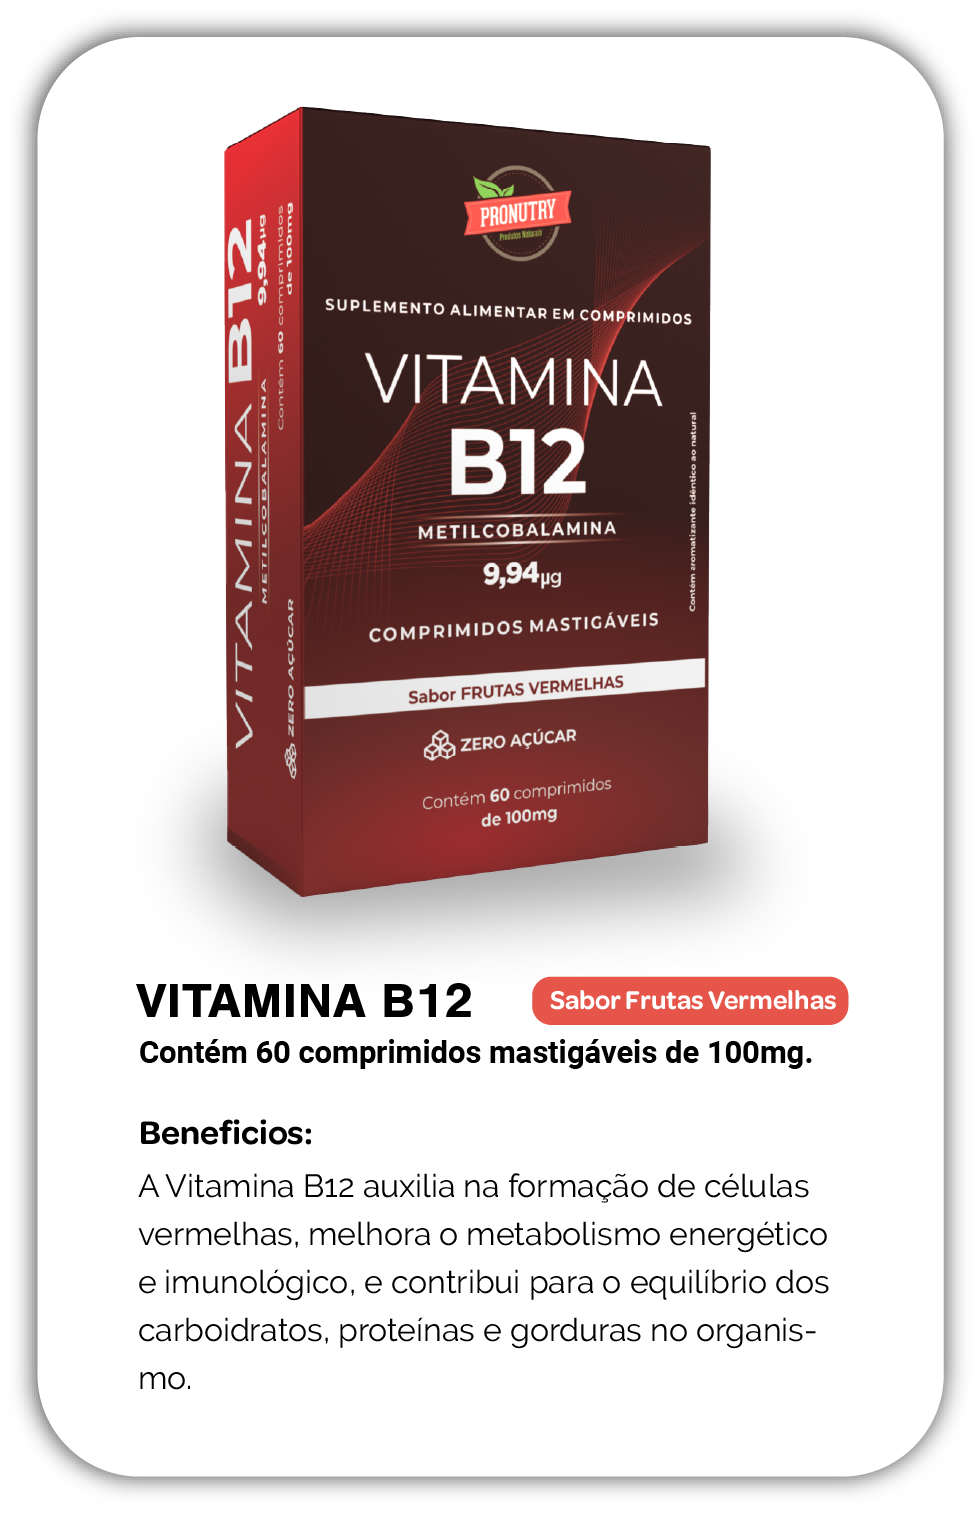 PRONUTRY
Produtos Naturais
SUPLEMENTO ALIMENTAR EM COMPRIMIDOS
VITAMINA
B12
METILCOBALAMINA
9,94µg
COMPRIMIDOS MASTIGÁVEIS
Sabor FRUTAS VERMELHAS
ZERO AÇÚCAR
Contém 60 comprimidos
de 100mg
Contém aromatizante idêntico ao natural
VITAMINA B12
METILCOBALAMINA 9,94µg
Contém 60 comprimidos
de 100mg
ZERO AÇÚCAR
VITAMINA B12
Sabor Frutas Vermelhas
Contém 60 comprimidos mastigáveis de 100mg.
Beneficios:
A Vitamina B12 auxilia na formação de células
vermelhas, melhora o metabolismo energético
e imunológico, e contribui para o equilíbrio dos
carboidratos, proteínas e gorduras no organis-
mo.